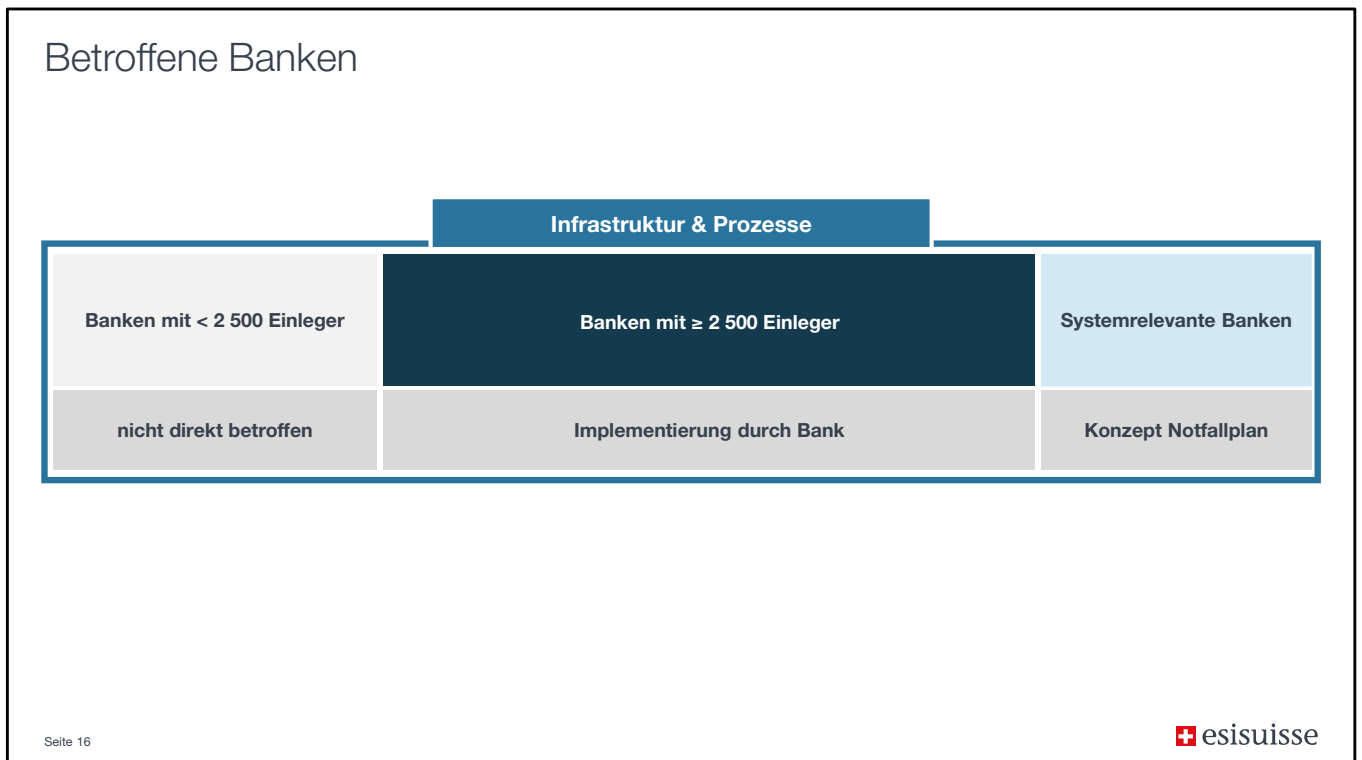 Betroffene Banken
Infrastruktur & Prozesse
Banken mit < 2 500 Einleger
Banken mit ≥ 2 500 Einleger
Systemrelevante Banken
nicht direkt betroffen
Implementierung durch Bank
Konzept Notfallplan
Seite 16
esisuisse